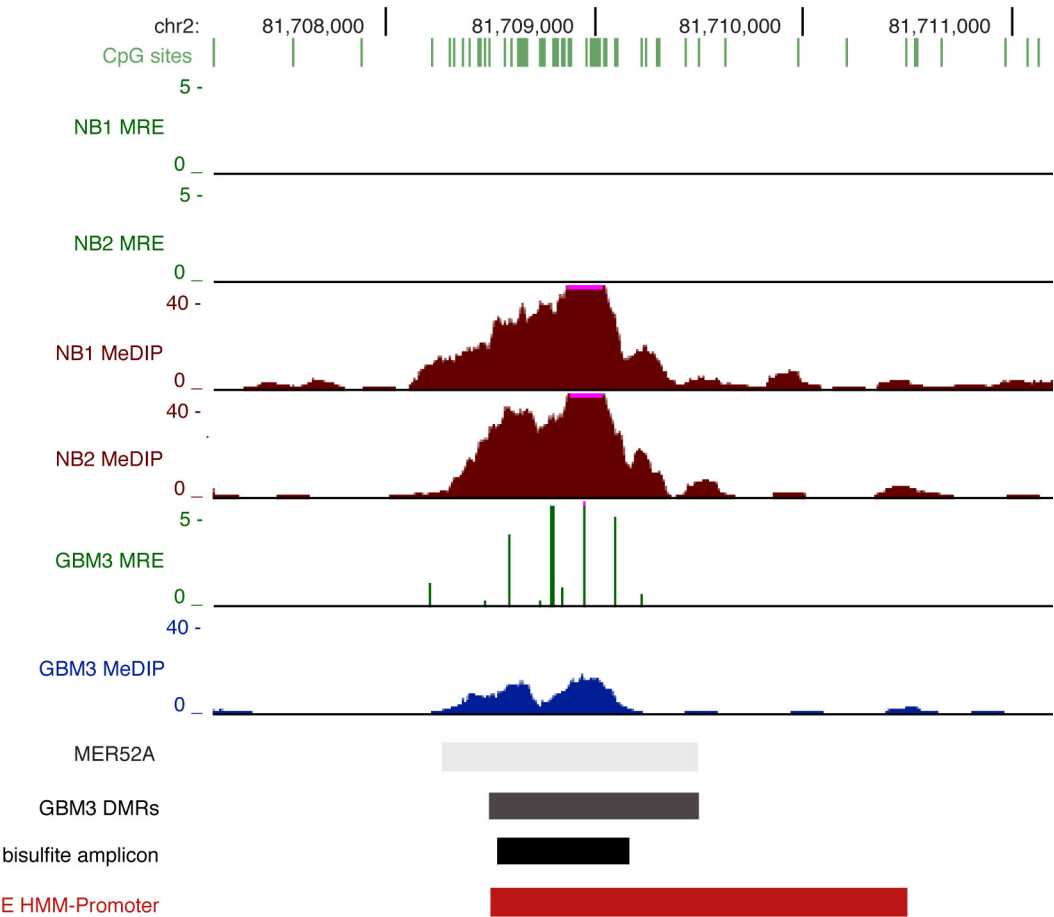 chr2: 81,708,000 81,709,000 81,710,000 81,711,000
CpG sites
5 -
NB1 MRE
0 _
5 -
NB2 MRE
0 _
40 -
NB1 MeDIP
0 _
40 -
NB2 MeDIP
0 _
5 -
GBM3 MRE
0 _
40 -
GBM3 MeDIP
0 _
MER52A
GBM3 DMRs
bisulfite amplicon
E HMM-Promoter